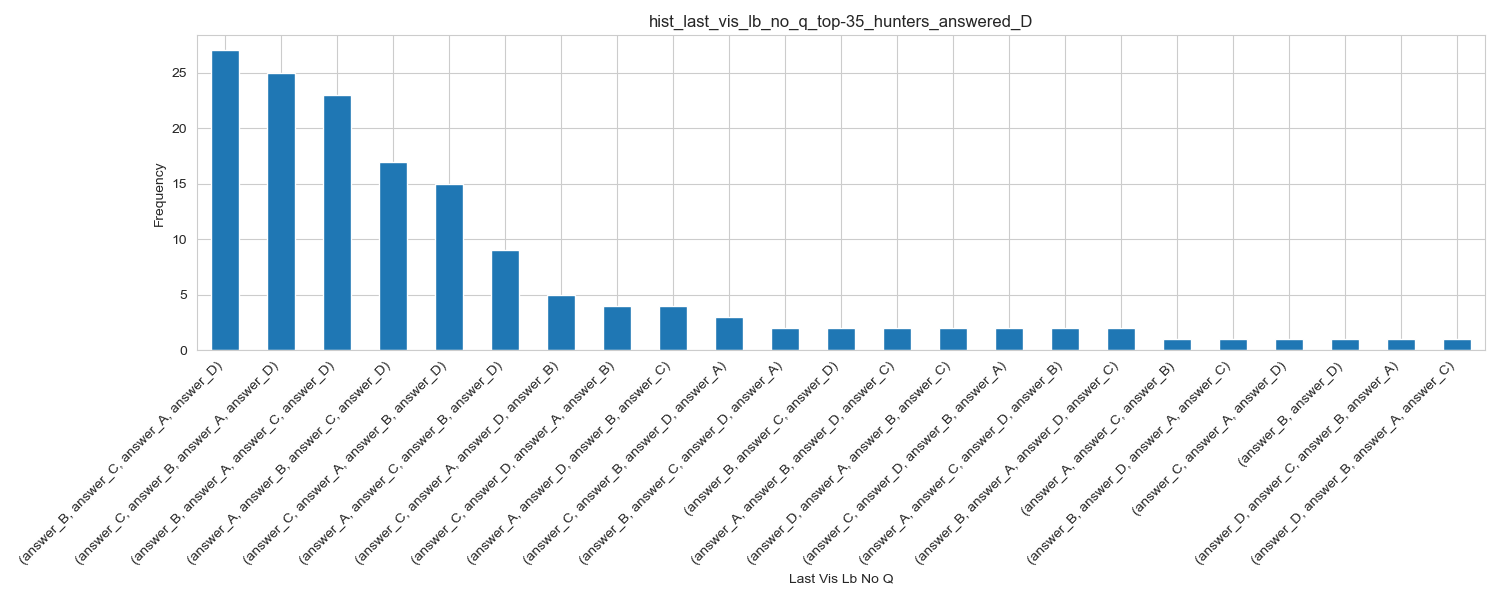 hist_last_vis_lb_no_q_top-35_hunters_answered_D
Frequency
25
20
15
10
5
0
(answer_B, answer_C, answer_A, answer_D)
(answer_C, answer_B, answer_A, answer_D)
(answer_B, answer_A, answer_C, answer_D)
(answer_A, answer_B, answer_C, answer_D)
(answer_C, answer_A, answer_B, answer_D)
(answer_A, answer_C, answer_B, answer_D)
(answer_C, answer_A, answer_D, answer_B)
(answer_C, answer_D, answer_A, answer_B)
(answer_A, answer_D, answer_B, answer_C)
(answer_C, answer_B, answer_D, answer_A)
(answer_B, answer_C, answer_D, answer_A)
(answer_B, answer_C, answer_D)
(answer_A, answer_B, answer_D, answer_C)
(answer_D, answer_A, answer_B, answer_C)
(answer_C, answer_D, answer_B, answer_A)
(answer_A, answer_C, answer_D, answer_B)
(answer_B, answer_A, answer_D, answer_C)
(answer_A, answer_C, answer_B)
(answer_B, answer_D, answer_A, answer_C)
(answer_C, answer_A, answer_D)
(answer_B, answer_D)
(answer_D, answer_C, answer_B, answer_A)
(answer_D, answer_B, answer_A, answer_C)
Last Vis Lb No Q